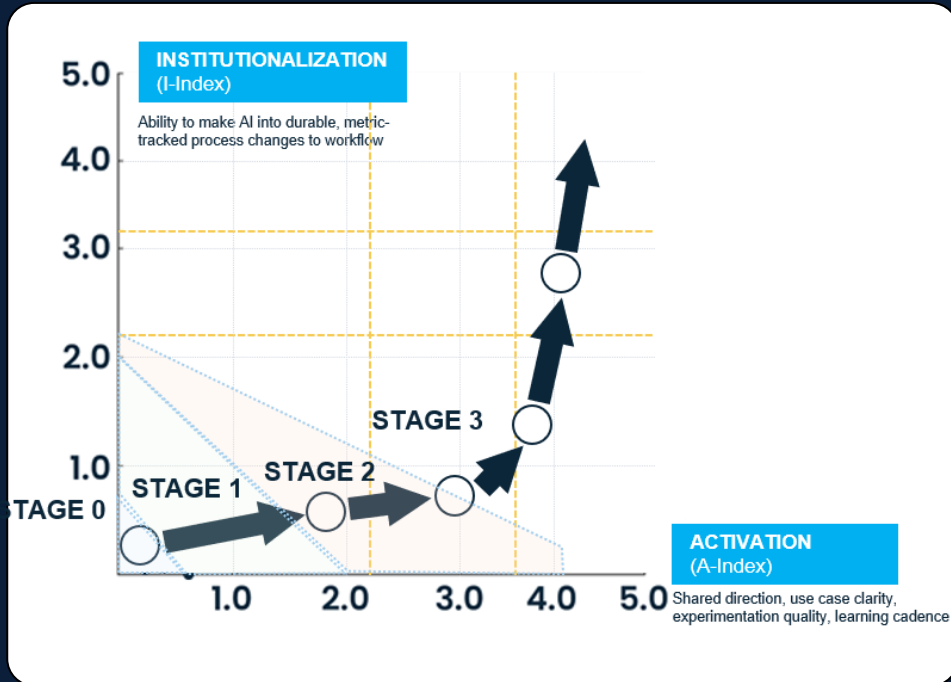 INSTITUTIONALIZATION
(I-Index)
Ability to make AI into durable, metric-
tracked process changes to workflow
5.0
4.0
3.0
2.0
1.0
STAGE 3
STAGE 2
STAGE 1
STAGE 0
ACTIVATION
(A-Index)
Shared direction, use case clarity,
experimentation quality, learning cadence
1.0 2.0 3.0 4.0 5.0